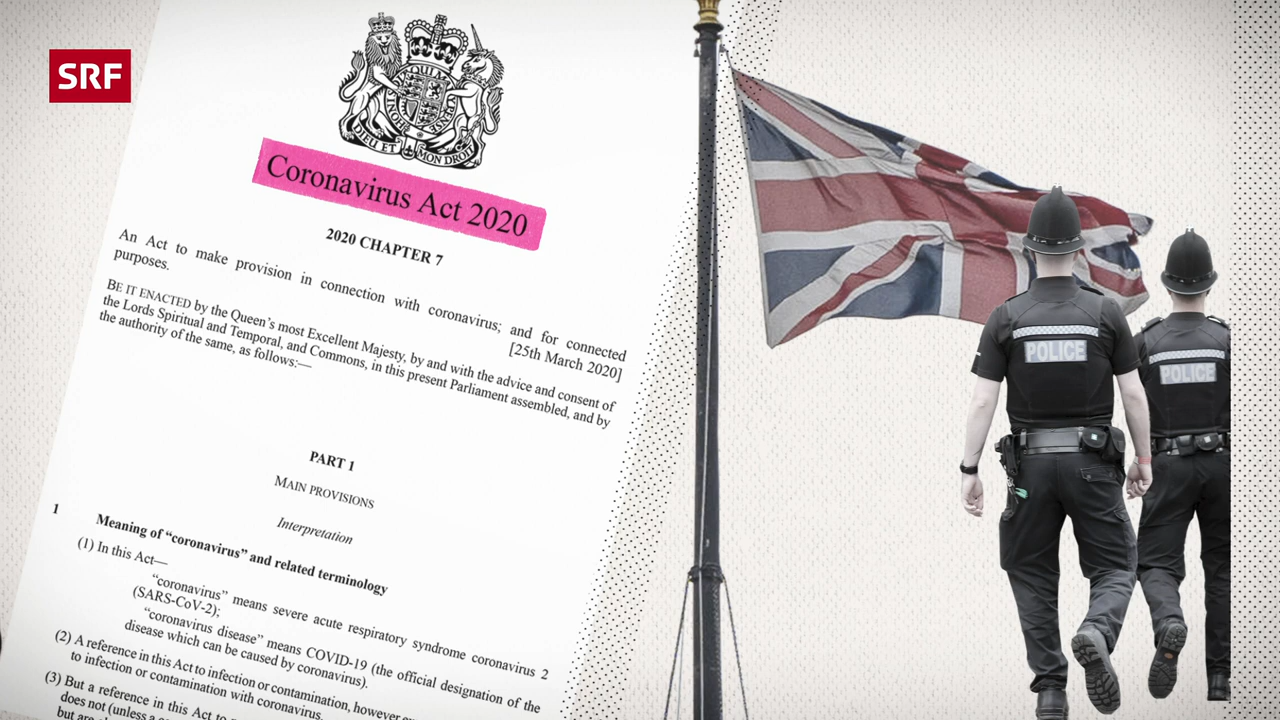 SRF
DIEU ET MON DROIT
Coronavirus Act 2020
2020 CHAPTER 7
An Act to make provision in connection with coronavirus; and for connected
purposes.
[25th March 2020]
BE IT ENACTED by the Queen's most Excellent Majesty, by and with the advice and consent of
the Lords Spiritual and Temporal, and Commons, in this present Parliament assembled, and by
the authority of the same, as follows:—
PART 1
MAIN PROVISIONS
Interpretation
1 Meaning of “coronavirus” and related terminology
(1) In this Act—
“coronavirus” means severe acute respiratory syndrome coronavirus 2
(SARS-CoV-2);
“coronavirus disease” means COVID-19 (the official designation of the
disease which can be caused by coronavirus).
(2) A reference in this Act to infection or contamination, however
to infection or contamination with coronavirus.
(3) But a reference in this Act to
does not (unless a
but are
POLICE
POLICE